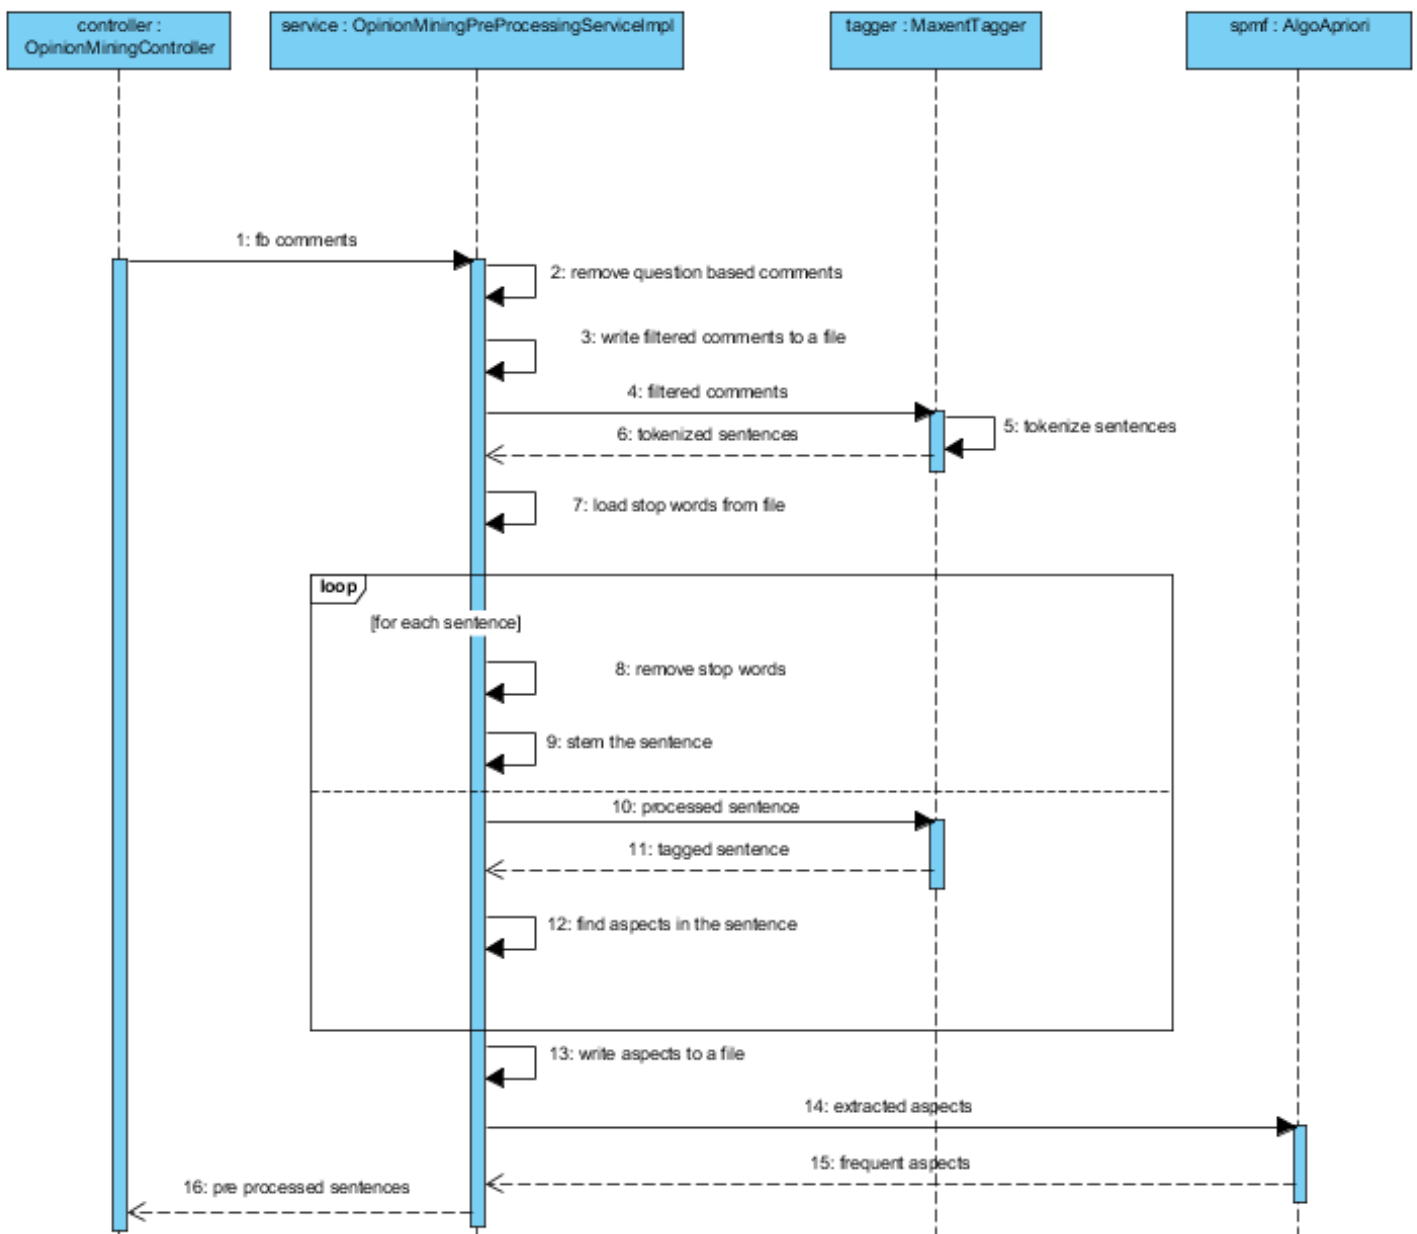 controller :
OpinionMiningController
service : OpinionMiningPreProcessingServiceImpl
tagger : MaxentTagger
spmf : AlgoApriori
1: fb comments
2: remove question based comments
3: write filtered comments to a file
4: filtered comments
5: tokenize sentences
6: tokenized sentences
7: load stop words from file
loop
[for each sentence]
8: remove stop words
9: stem the sentence
10: processed sentence
11: tagged sentence
12: find aspects in the sentence
13: write aspects to a file
14: extracted aspects
15: frequent aspects
16: pre processed sentences